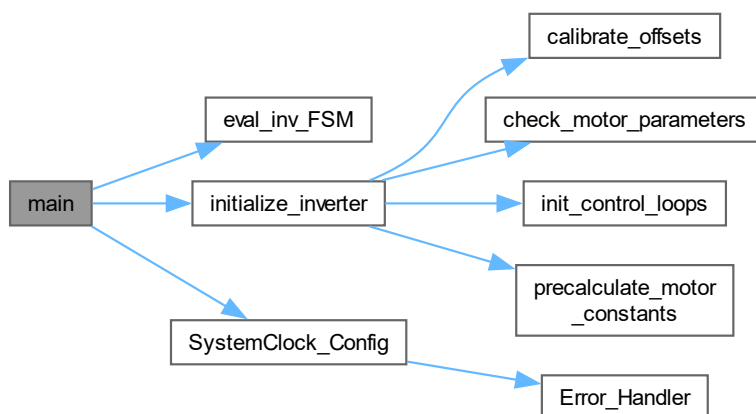 calibrate_offsets
eval_inv_FSM
check_motor_parameters
main
initialize_inverter
init_control_loops
precalculate_motor
_constants
SystemClock_Config
Error_Handler